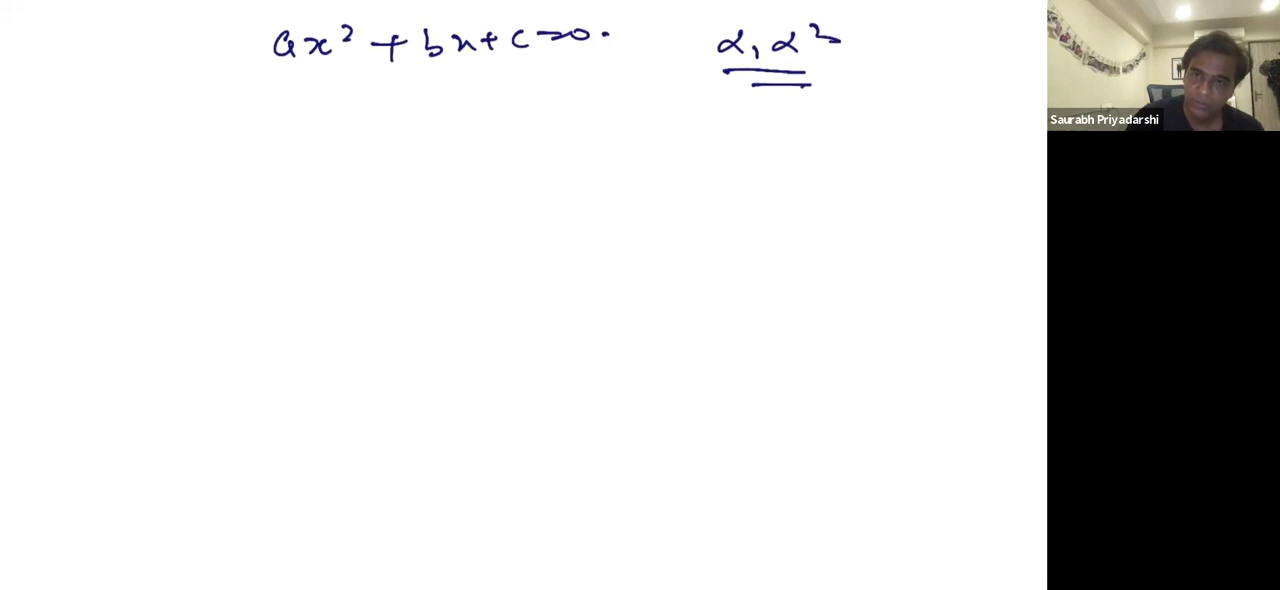 ax² + bx + c = 0. α, α²
Saurabh Priyadarshi